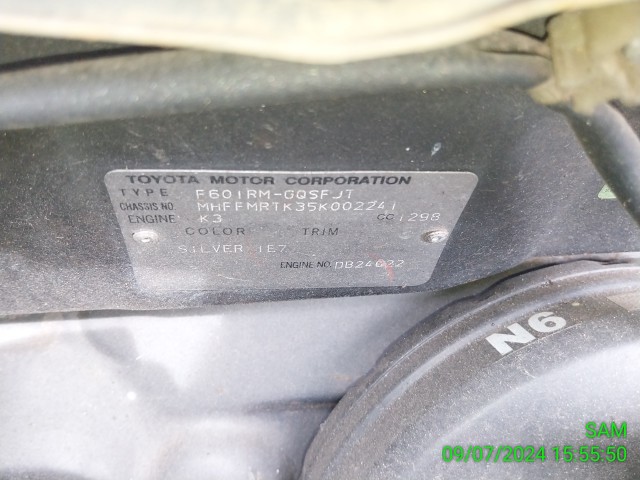 TOYOTA MOTOR CORPORATION
TYPE F601RM-GQSFJT
CHASSIS NO. MHFFMRTK35K002241
ENGINE K3 CC 1298
COLOR TRIM
SILVER 1E7
ENGINE NO.
N6
SAM
09/07/2024 15:55:50